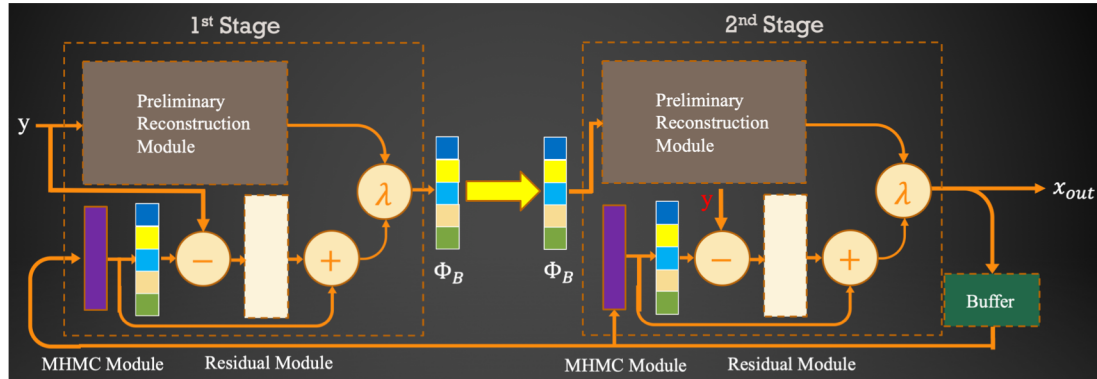 1st Stage
2nd Stage
Preliminary
Reconstruction
Module
Preliminary
Reconstruction
Module
y
λ
λ
x_out
y
−
+
−
+
Φ_B
Φ_B
Buffer
MHMC Module
Residual Module
MHMC Module
Residual Module